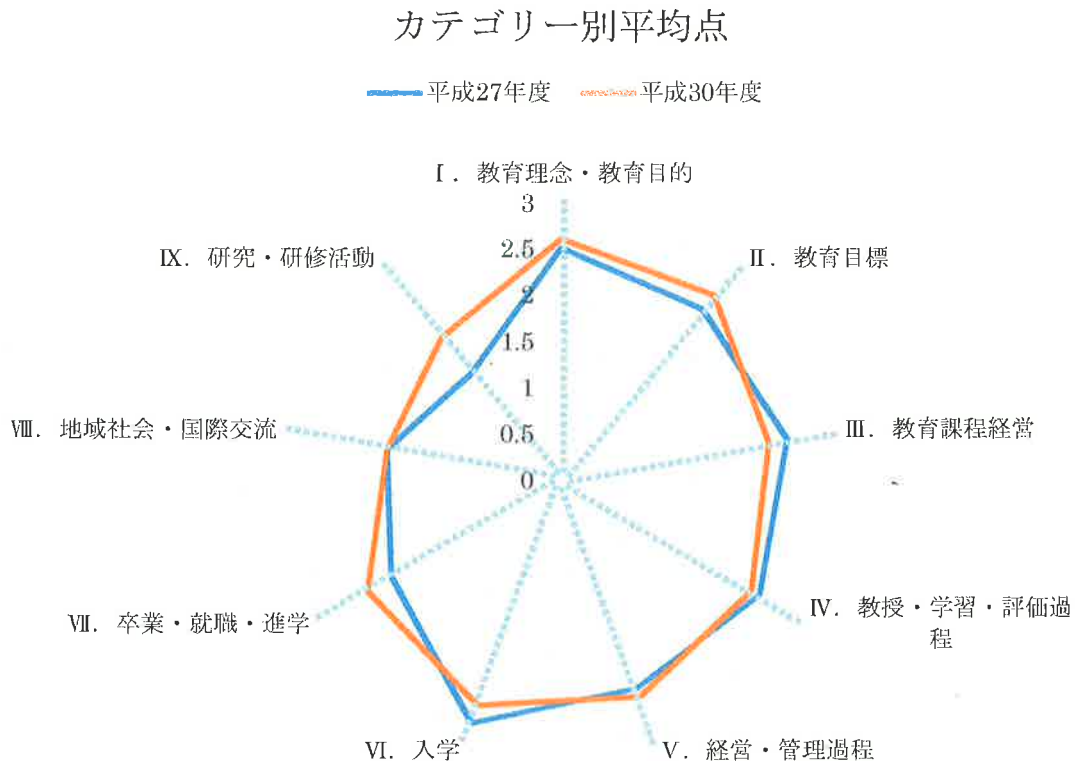 カテゴリー別平均点
平成27年度 平成30年度
Ⅰ．教育理念・教育目的
3
2.5
2
1.5
1
0.5
0
Ⅱ．教育目標
Ⅲ．教育課程経営
Ⅳ．教授・学習・評価過
程
Ⅴ．経営・管理過程
Ⅵ．入学
Ⅶ．卒業・就職・進学
Ⅷ．地域社会・国際交流
Ⅸ．研究・研修活動